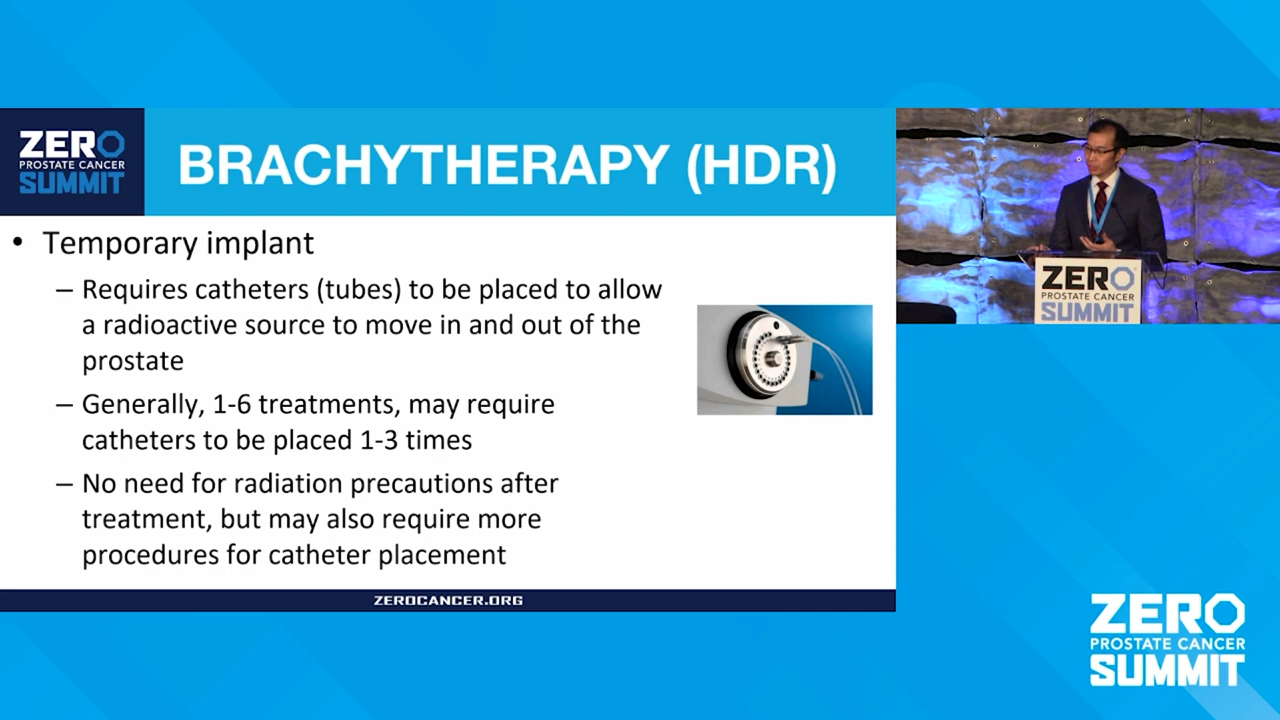 ZERO
PROSTATE CANCER
SUMMIT
BRACHYTHERAPY (HDR)
• Temporary implant
– Requires catheters (tubes) to be placed to allow
a radioactive source to move in and out of the
prostate
– Generally, 1-6 treatments, may require
catheters to be placed 1-3 times
– No need for radiation precautions after
treatment, but may also require more
procedures for catheter placement
ZEROCANCER.ORG
ZERO
PROSTATE CANCER
SUMMIT
ZERO
PROSTATE CANCER
SUMMIT